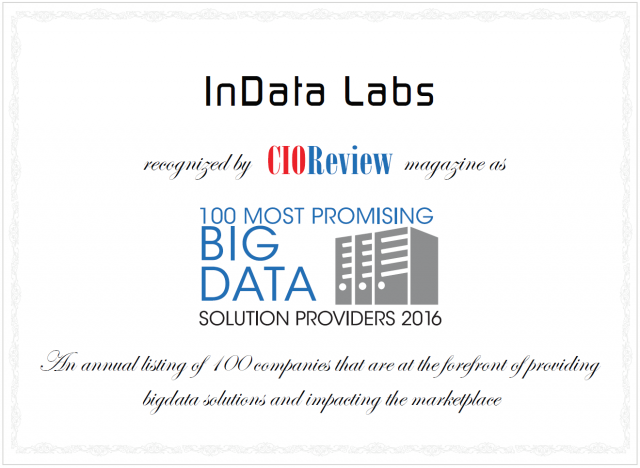 InData Labs
recognized by CIOReview magazine as
100 MOST PROMISING
BIG
DATA
SOLUTION PROVIDERS 2016
An annual listing of 100 companies that are at the forefront of providing
bigdata solutions and impacting the marketplace